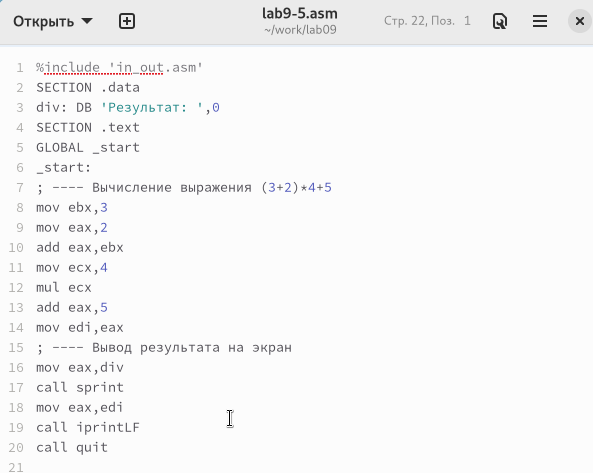 Открыть
lab9-5.asm
~/work/lab09
Стр. 22, Поз. 1
1 %include 'in_out.asm'
2 SECTION .data
3 div: DB 'Результат: ',0
4 SECTION .text
5 GLOBAL _start
6 _start:
7 ; ---- Вычисление выражения (3+2)*4+5
8 mov ebx,3
9 mov eax,2
10 add eax,ebx
11 mov ecx,4
12 mul ecx
13 add eax,5
14 mov edi,eax
15 ; ---- Вывод результата на экран
16 mov eax,div
17 call sprint
18 mov eax,edi
19 call iprintLF
20 call quit
21